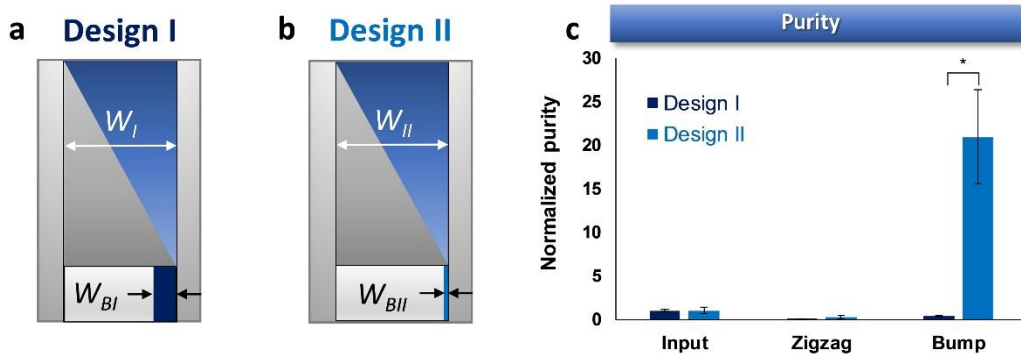 a Design I
W_I
W_BI
b Design II
W_II
W_BII
c Purity
Normalized purity
30
25
20
15
10
5
0
Design I
Design II
*
Input Zigzag Bump